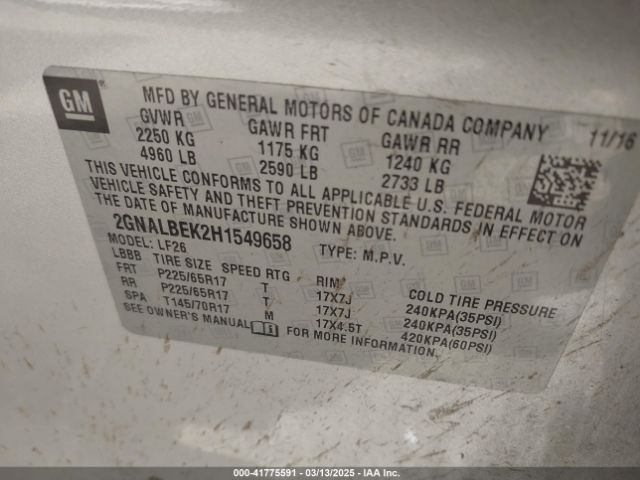 GM
MFD BY GENERAL MOTORS OF CANADA COMPANY 11/16
GVWR GAWR FRT GAWR RR
2250 KG 1175 KG 1240 KG
4960 LB 2590 LB 2733 LB
THIS VEHICLE CONFORMS TO ALL APPLICABLE U.S. FEDERAL MOTOR
VEHICLE SAFETY AND THEFT PREVENTION STANDARDS IN EFFECT ON
THE DATE OF MANUFACTURE SHOWN ABOVE.
2GNALBEK2H1549658 TYPE: M.P.V.
MODEL: LF26
LBBB TIRE SIZE SPEED RTG RIM COLD TIRE PRESSURE
FRT P225/65R17 T 17X7J 240KPA(35PSI)
RR P225/65R17 T 17X7J 240KPA(35PSI)
SPA T145/70R17 M 17X4.5T 420KPA(60PSI)
SEE OWNER'S MANUAL FOR MORE INFORMATION.
000-41775591 - 03/13/2025 - IAA Inc.